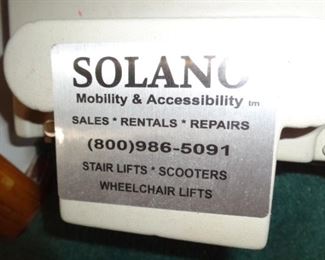 SOLANO
Mobility & Accessibility tm
SALES * RENTALS * REPAIRS
(800)986-5091
STAIR LIFTS * SCOOTERS
WHEELCHAIR LIFTS